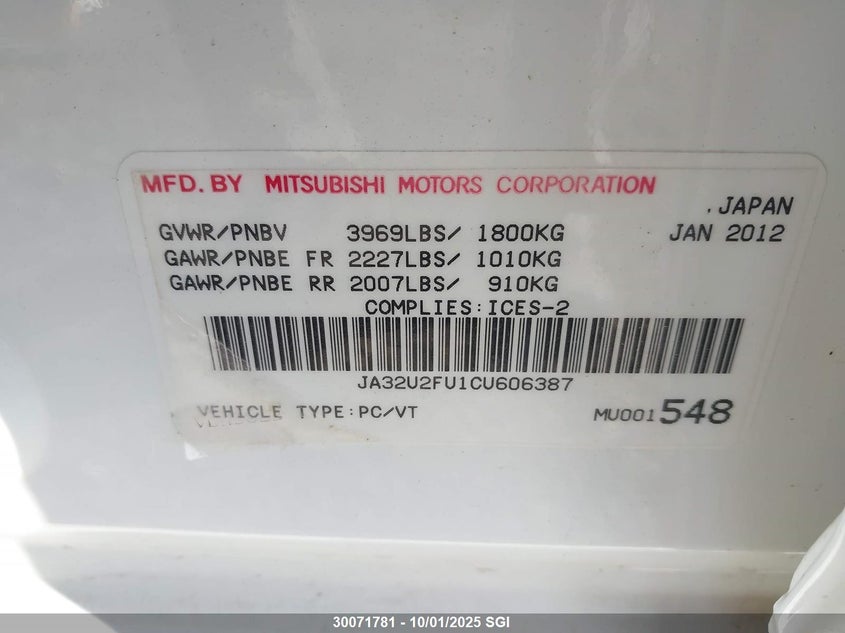 MFD. BY MITSUBISHI MOTORS CORPORATION
, JAPAN
GVWR/PNBV 3969LBS/ 1800KG JAN 2012
GAWR/PNBE FR 2227LBS/ 1010KG
GAWR/PNBE RR 2007LBS/ 910KG
COMPLIES:ICES-2
JA32U2FU1CU606387
VEHICLE TYPE:PC/VT MU001548
30071781 - 10/01/2025 SGI